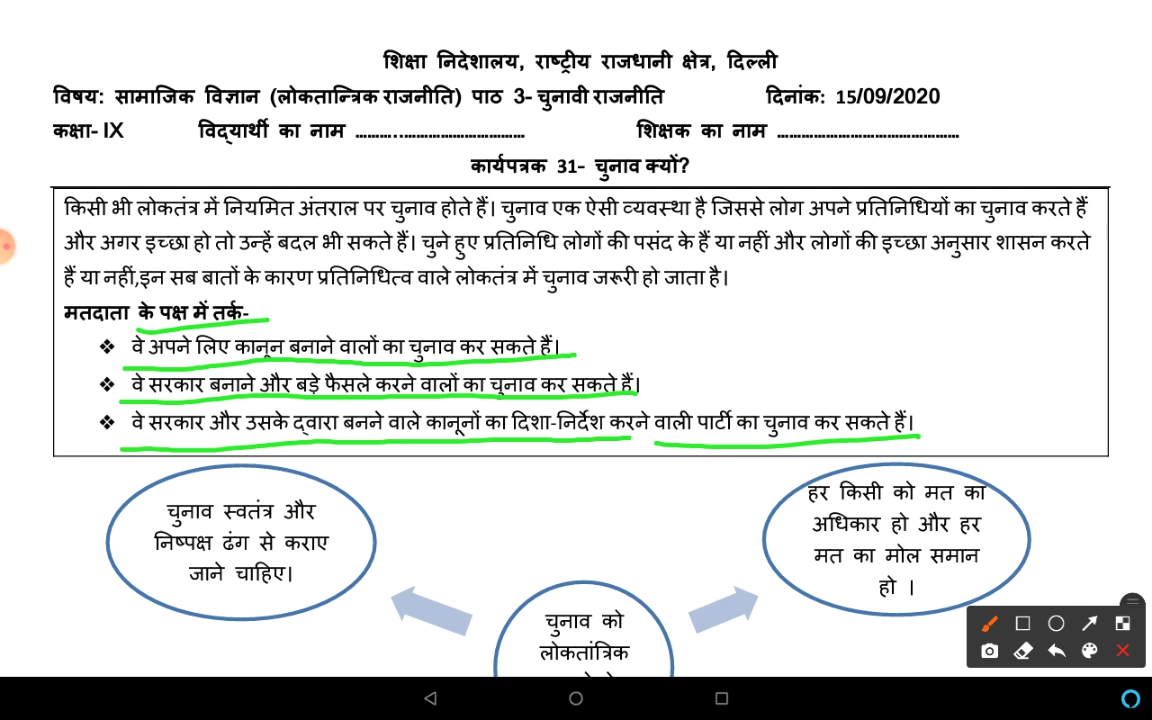 शिक्षा निदेशालय, राष्ट्रीय राजधानी क्षेत्र, दिल्ली
विषय: सामाजिक विज्ञान (लोकतान्त्रिक राजनीति) पाठ 3- चुनावी राजनीति दिनांक: 15/09/2020
कक्षा- IX विद्यार्थी का नाम ....................................... शिक्षक का नाम ..........................................
कार्यपत्रक 31- चुनाव क्यों?
किसी भी लोकतंत्र में नियमित अंतराल पर चुनाव होते हैं। चुनाव एक ऐसी व्यवस्था है जिससे लोग अपने प्रतिनिधियों का चुनाव करते हैं
और अगर इच्छा हो तो उन्हें बदल भी सकते हैं। चुने हुए प्रतिनिधि लोगों की पसंद के हैं या नहीं और लोगों की इच्छा अनुसार शासन करते
हैं या नहीं,इन सब बातों के कारण प्रतिनिधित्व वाले लोकतंत्र में चुनाव जरूरी हो जाता है।
मतदाता के पक्ष में तर्क-
❖ वे अपने लिए कानून बनाने वालों का चुनाव कर सकते हैं।
❖ वे सरकार बनाने और बड़े फैसले करने वालों का चुनाव कर सकते हैं।
❖ वे सरकार और उसके द्वारा बनने वाले कानूनों का दिशा-निर्देश करने वाली पार्टी का चुनाव कर सकते हैं।
चुनाव स्वतंत्र और
निष्पक्ष ढंग से कराए
जाने चाहिए।
हर किसी को मत का
अधिकार हो और हर
मत का मोल समान
हो ।
चुनाव को
लोकतांत्रिक